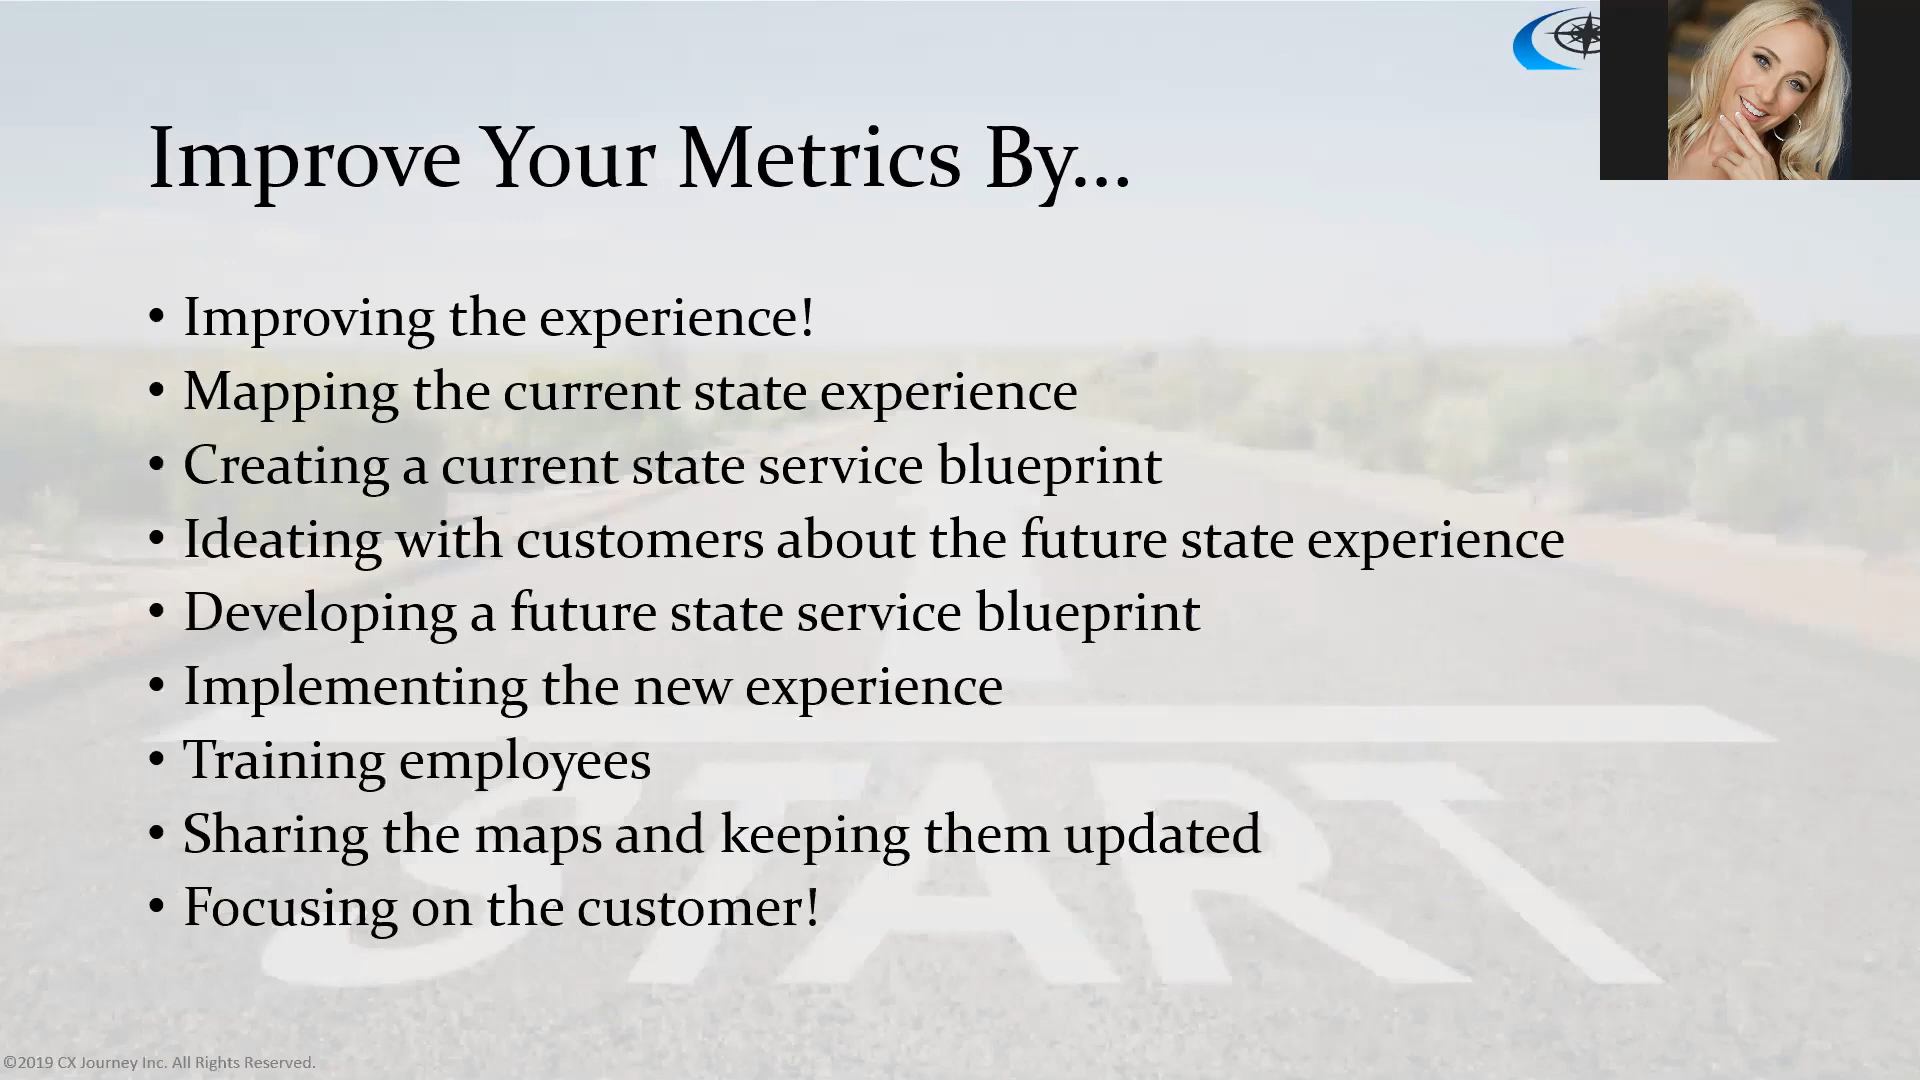 Improve Your Metrics By...
• Improving the experience!
• Mapping the current state experience
• Creating a current state service blueprint
• Ideating with customers about the future state experience
• Developing a future state service blueprint
• Implementing the new experience
• Training employees
• Sharing the maps and keeping them updated
• Focusing on the customer!
START
©2019 CX Journey Inc. All Rights Reserved.